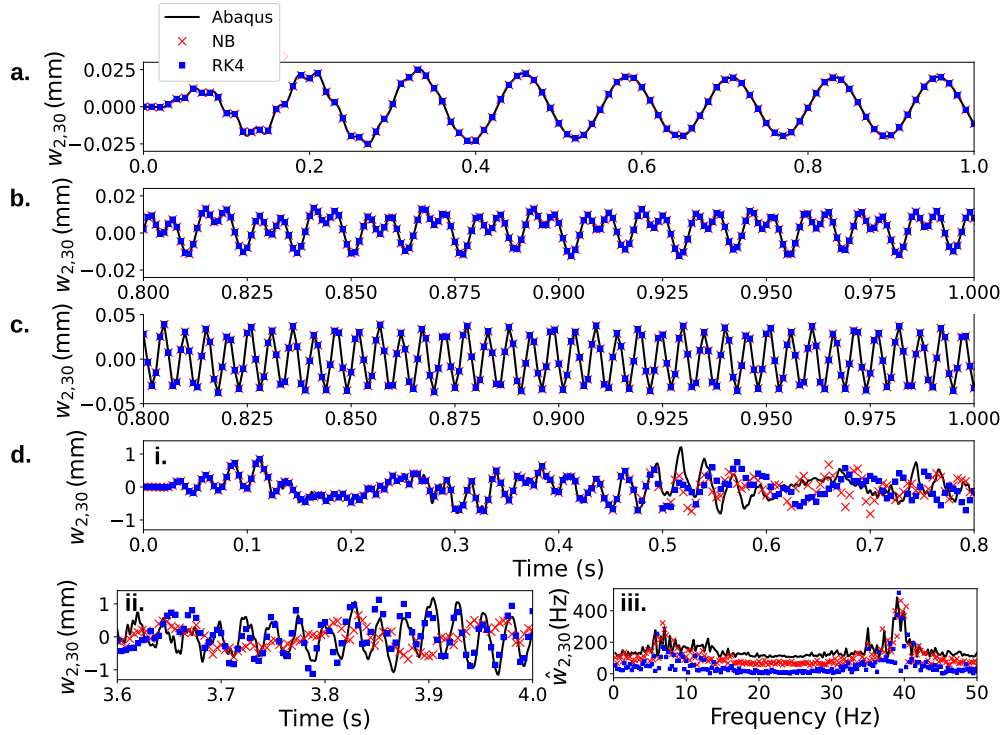 Abaqus
NB
RK4
a.
w2,30 (mm)
0.025
0.000
−0.025
0.0 0.2 0.4 0.6 0.8 1.0
b.
w2,30 (mm)
0.02
0.00
−0.02
0.800 0.825 0.850 0.875 0.900 0.925 0.950 0.975 1.000
c.
w2,30 (mm)
0.05
0.00
−0.05
0.800 0.825 0.850 0.875 0.900 0.925 0.950 0.975 1.000
d.
i.
w2,30 (mm)
1
0
−1
0.0 0.1 0.2 0.3 0.4 0.5 0.6 0.7 0.8
Time (s)
ii.
w2,30 (mm)
1
0
−1
3.6 3.7 3.8 3.9 4.0
Time (s)
iii.
ŵ2,30 (Hz)
400
200
0
0 10 20 30 40 50
Frequency (Hz)